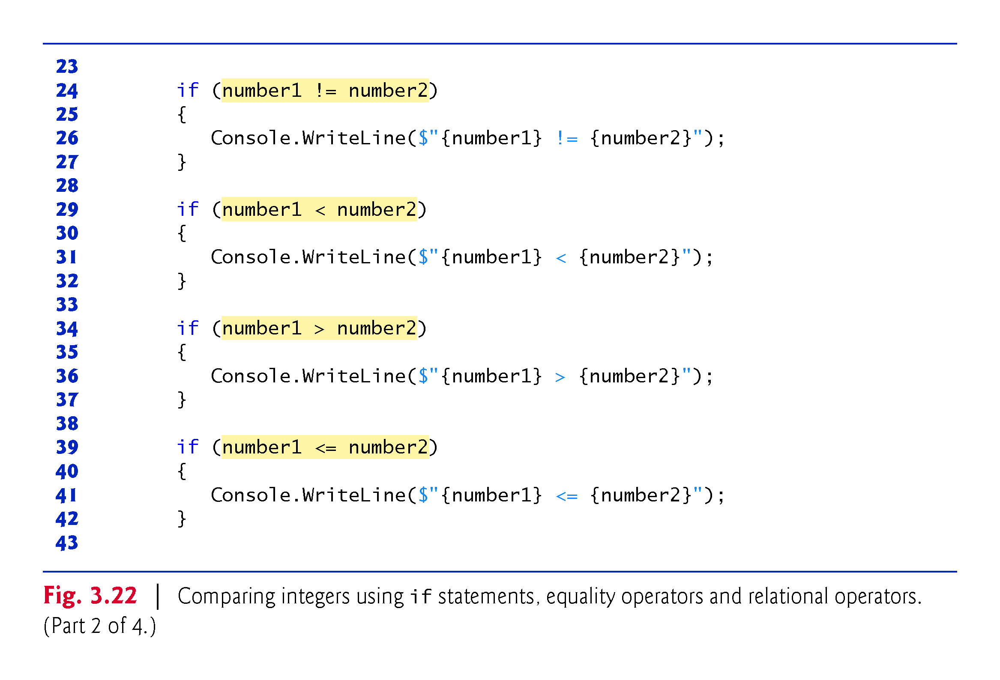 23
24 if (number1 != number2)
25 {
26 Console.WriteLine($"{number1} != {number2}");
27 }
28
29 if (number1 < number2)
30 {
31 Console.WriteLine($"{number1} < {number2}");
32 }
33
34 if (number1 > number2)
35 {
36 Console.WriteLine($"{number1} > {number2}");
37 }
38
39 if (number1 <= number2)
40 {
41 Console.WriteLine($"{number1} <= {number2}");
42 }
43
Fig. 3.22 | Comparing integers using if statements, equality operators and relational operators.
(Part 2 of 4.)